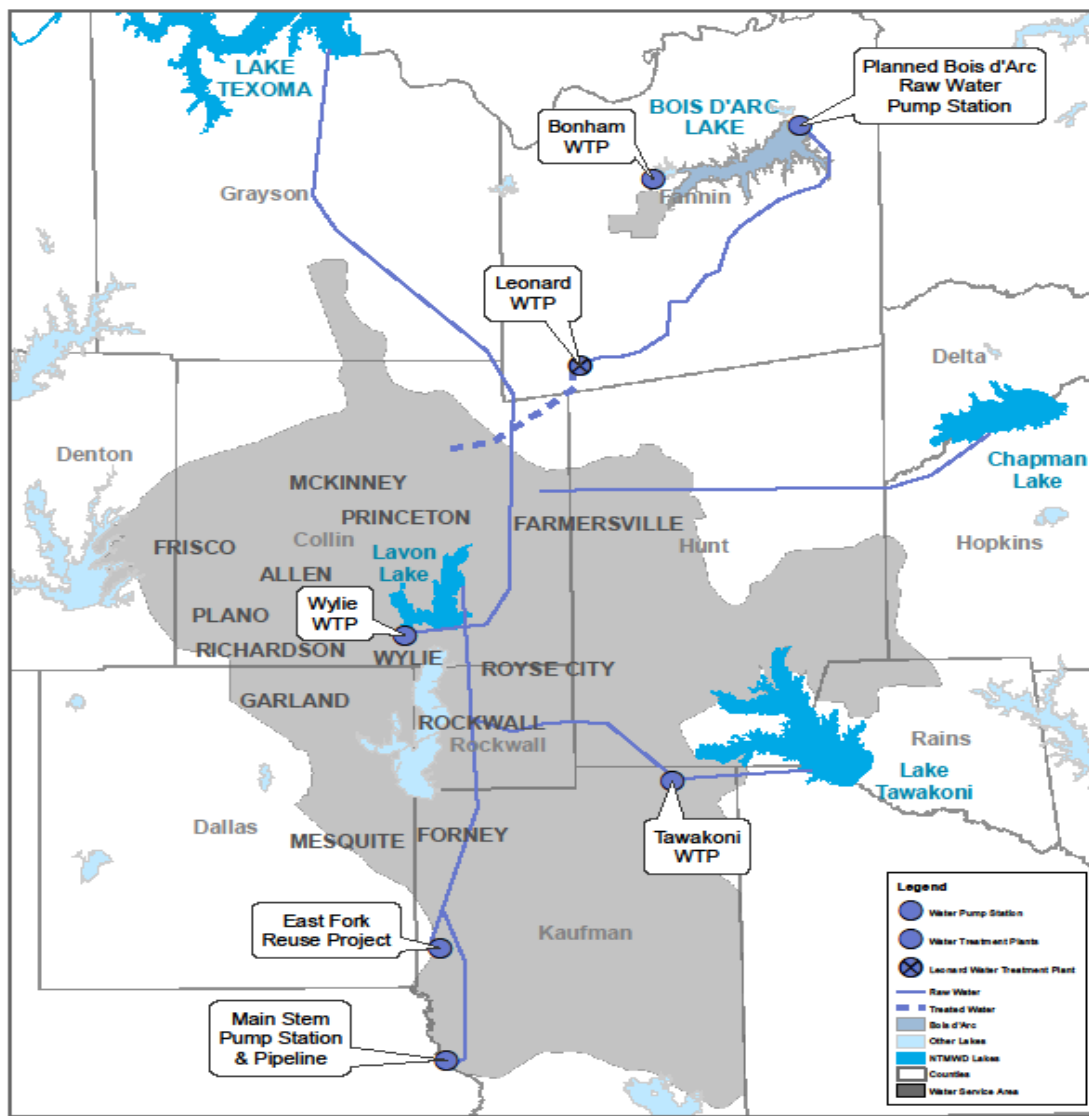 LAKE
TEXOMA
Planned Bois d'Arc
Raw Water
Pump Station
BOIS D'ARC
LAKE
Bonham
WTP
Grayson
Fannin
Leonard
WTP
Delta
Denton
Chapman
Lake
MCKINNEY
PRINCETON
FARMERSVILLE
Collin
FRISCO
Lavon
Lake
Hunt
Hopkins
ALLEN
PLANO
Wylie
WTP
RICHARDSON
WYLIE
ROYSE CITY
GARLAND
ROCKWALL
Rockwall
Rains
Lake
Tawakoni
Dallas
MESQUITE
FORNEY
Tawakoni
WTP
East Fork
Reuse Project
Kaufman
Main Stem
Pump Station
& Pipeline
Legend
Water Pump Station
Water Treatment Plants
Leonard Water Treatment Plant
Raw Water
Treated Water
Bois d'Arc
Other Lakes
NTMWD Lakes
Counties
Water Service Area